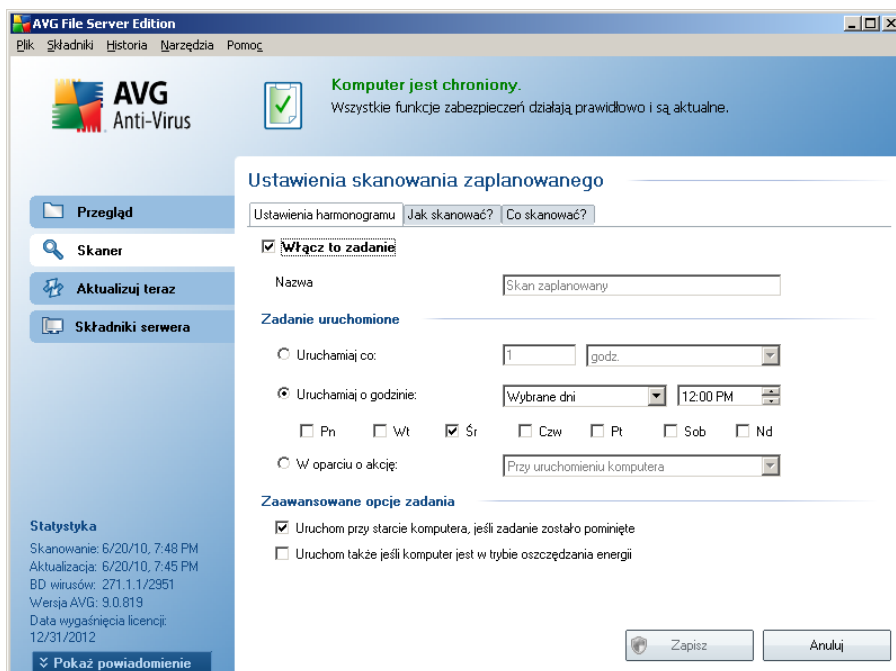 AVG File Server Edition
Plik Składniki Historia Narzędzia Pomoc
AVG
Anti-Virus
Komputer jest chroniony.
Wszystkie funkcje zabezpieczeń działają prawidłowo i są aktualne.
Przegląd
Skaner
Aktualizuj teraz
Składniki serwera
Ustawienia skanowania zaplanowanego
Ustawienia harmonogramu Jak skanować? Co skanować?
Włącz to zadanie
Nazwa Skan zaplanowany
Zadanie uruchomione
Uruchamiaj co: 1 godz.
Uruchamiaj o godzinie: Wybrane dni 12:00 PM
Pn Wt Śr Czw Pt Sob Nd
W oparciu o akcję: Przy uruchomieniu komputera
Zaawansowane opcje zadania
Uruchom przy starcie komputera, jeśli zadanie zostało pominięte
Uruchom także jeśli komputer jest w trybie oszczędzania energii
Statystyka
Skanowanie: 6/20/10, 7:48 PM
Aktualizacja: 6/20/10, 7:45 PM
BD wirusów: 271.1.1/2951
Wersja AVG: 9.0.819
Data wygaśnięcia licencji:
12/31/2012
Pokaż powiadomienie
Zapisz Anuluj